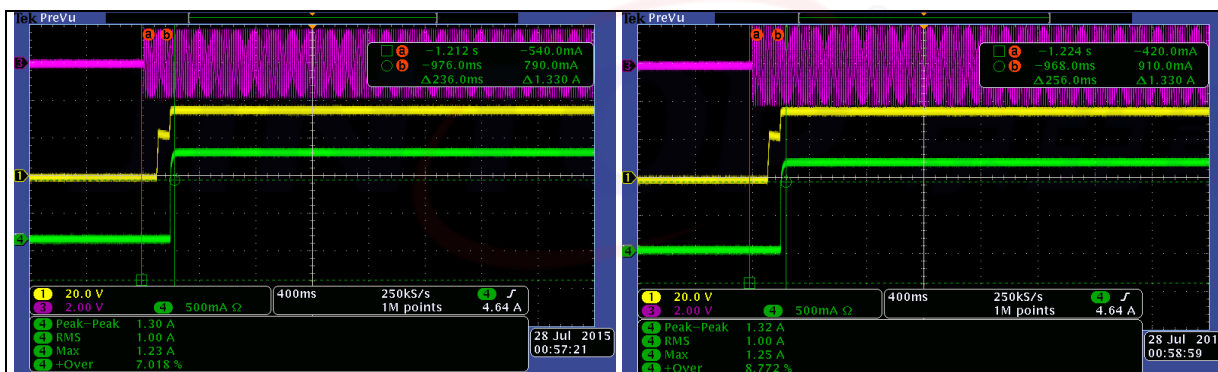 Tek PreVu
a b
a −1.212 s −540.0mA
b −976.0ms 790.0mA
Δ236.0ms Δ1.330 A
3
1
4
1 20.0 V
3 2.00 V 4 500mA Ω
400ms 250kS/s 4
1M points 4.64 A
4 Peak-Peak 1.30 A
4 RMS 1.00 A
4 Max 1.23 A
4 +Over 7.018 %
28 Jul 2015
00:57:21
Tek PreVu
a b
a −1.224 s −420.0mA
b −968.0ms 910.0mA
Δ256.0ms Δ1.330 A
3
1
4
1 20.0 V
3 2.00 V 4 500mA Ω
400ms 250kS/s 4
1M points 4.64 A
4 Peak-Peak 1.32 A
4 RMS 1.00 A
4 Max 1.25 A
4 +Over 8.772 %
28 Jul 201
00:58:59